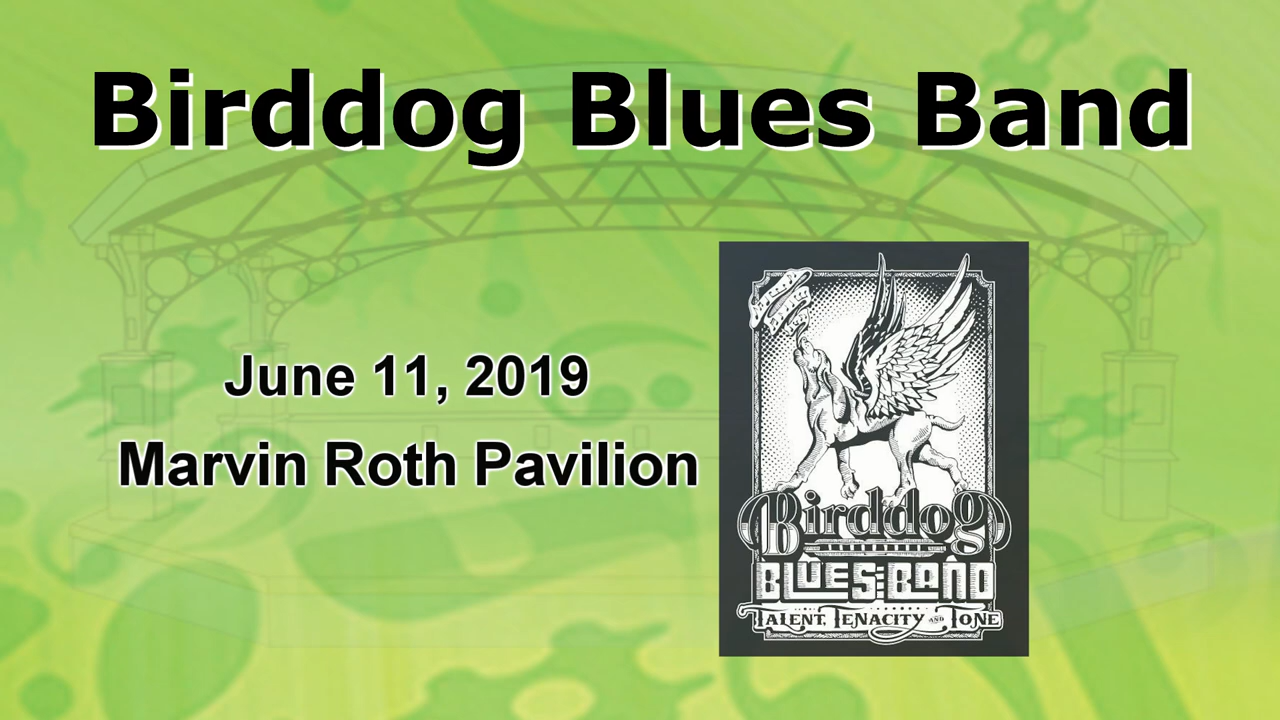 Birddog Blues Band
June 11, 2019
Marvin Roth Pavilion
Birddog
BLUES BAND
TALENT, TENACITY AND TONE